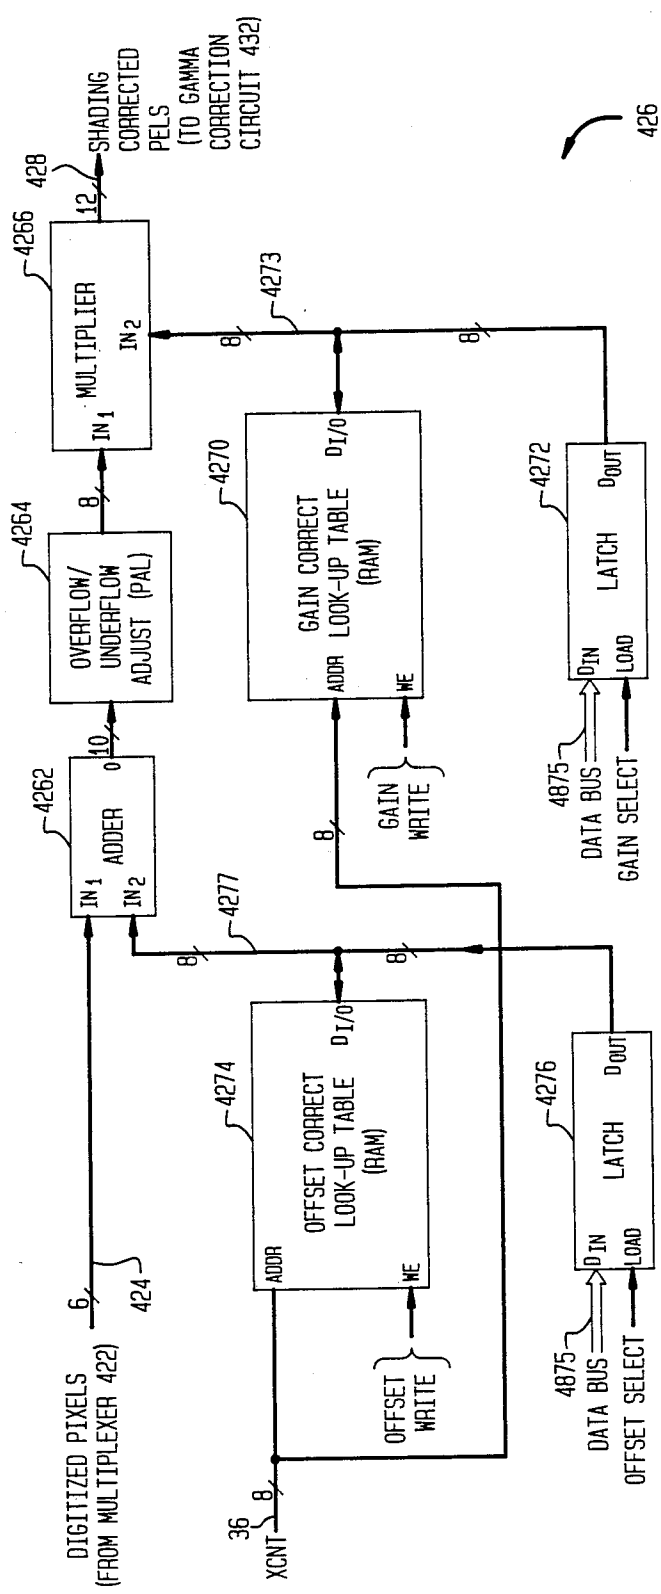 DIGITIZED PIXELS
(FROM MULTIPLEXER 422)
6
424
4262
IN1
IN2
ADDER
O
10
4264
OVERFLOW/
UNDERFLOW
ADJUST (PAL)
8
4266
IN1
MULTIPLIER
IN2
12
428
SHADING
CORRECTED
PELS
(TO GAMMA
CORRECTION
CIRCUIT 432)
8
4277
8
8
4273
8
XCNT
36
8
4274
ADDR
OFFSET CORRECT
LOOK-UP TABLE
(RAM)
DI/O
WE
OFFSET
WRITE
8
4270
ADDR
GAIN CORRECT
LOOK-UP TABLE
(RAM)
DI/O
WE
GAIN
WRITE
4875
DATA BUS
OFFSET SELECT
4276
DIN
LOAD
LATCH
DOUT
4875
DATA BUS
GAIN SELECT
4272
DIN
LOAD
LATCH
DOUT
426